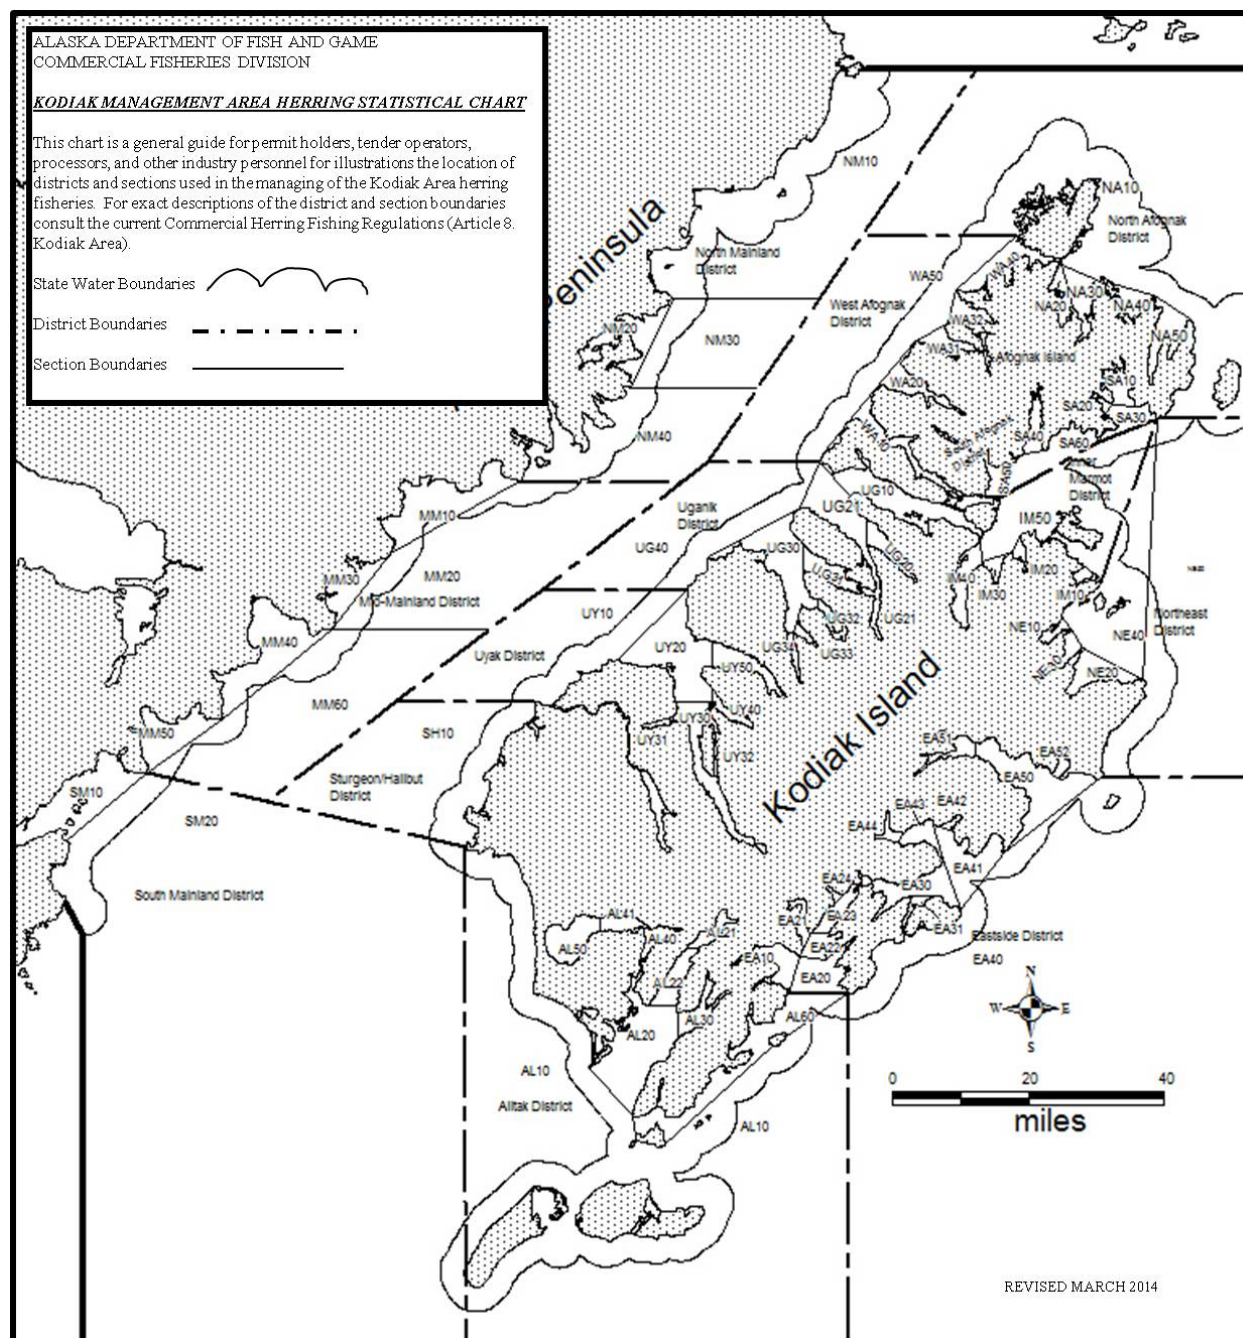 ALASKA DEPARTMENT OF FISH AND GAME
COMMERCIAL FISHERIES DIVISION
KODIAK MANAGEMENT AREA HERRING STATISTICAL CHART
This chart is a general guide for permit holders, tender operators,
processors, and other industry personnel for illustrations the location of
districts and sections used in the managing of the Kodiak Area herring
fisheries. For exact descriptions of the district and section boundaries
consult the current Commercial Herring Fishing Regulations (Article 8.
Kodiak Area).
State Water Boundaries
District Boundaries
Section Boundaries
Peninsula
NM10
North Mainland
District
NM20
NM30
NM40
NA10
North Afognak
District
WA50
WA40
West Afognak
District
NA20
NA30
NA40
NA50
WA32
WA31
Afognak Island
WA20
WA10
SA10
SA20
SA30
SA40
SA60
SA50
South Afognak
District
Marmot
District
MM10
MM20
MM30
Mid-Mainland District
MM40
MM60
MM50
Uganik
District
UG40
UG10
UG21
UG30
UG20
UG31
UG32
UG21
UG33
UG34
IM50
IM40
IM20
IM30
IM10
NE10
NE40
NE30
NE20
Northeast
District
UY10
Uyak District
UY20
UY50
UY40
UY30
UY31
UY32
SH10
Sturgeon/Halibut
District
SM10
SM20
South Mainland District
Kodiak Island
EA51
EA52
EA50
EA43
EA42
EA44
EA41
EA24
EA30
EA21
EA23
EA31
EA22
EA10
EA20
Eastside District
EA40
AL41
AL40
AL21
AL50
AL22
AL30
AL20
AL60
AL10
Alitak District
AL10
N
W
E
S
0 20 40
miles
REVISED MARCH 2014